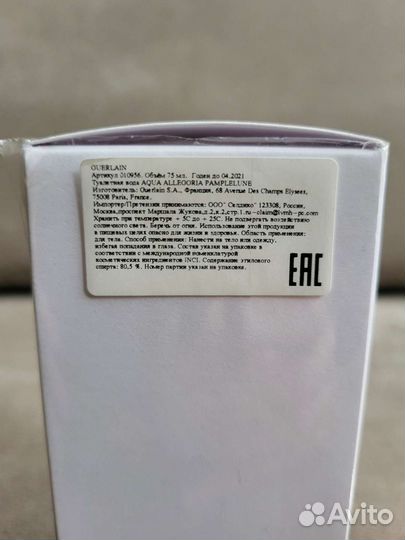 GUERLAIN
Артикул 010956. Объём 75 мл. Годен до 04.2021
Туалетная вода AQUA ALLEGORIA PAMPLELUNE
Изготовитель: Guerlain S.A., Франция, 68 Avenue Des Champs Elysees,
75008 Paris, France.
Импортер/Претензии принимаются: ООО" Селдико" 123308, Россия,
Москва,проспект Маршала Жукова,д.2,к.2,стр.1.ru –claim@lvmh–pc.com
Хранить при температуре + 5С до + 25С. Не подвергать воздействию
солнечного света. Беречь от огня. Использование этой продукции
в пищевых целях опасно для жизни и здоровья. Область применения:
для тела. Способ применения: Нанести на тело или одежду,
избегая попадания в глаза. Состав указан на упаковке в
соответствии с международной номенклатурой
косметических ингредиентов INCI. Содержание этилового
спирта: 80,5 %. Номер партии указан на упаковке.
EAC
Avito